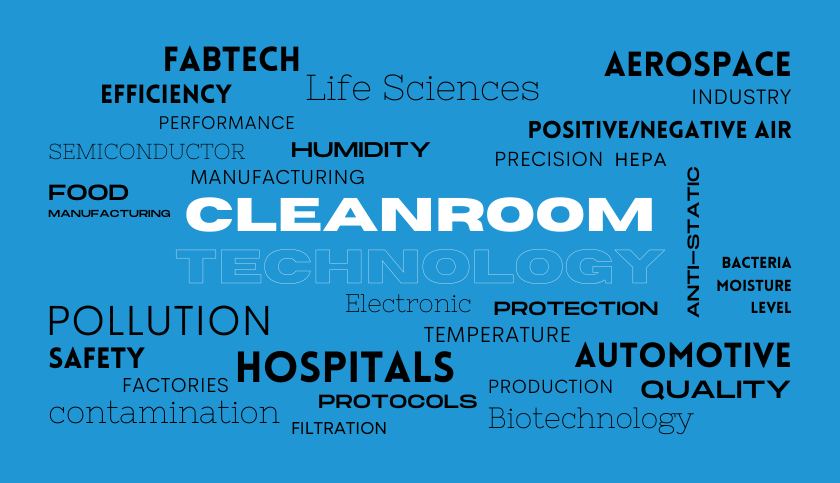 FABTECH
Life Sciences
AEROSPACE
EFFICIENCY
INDUSTRY
PERFORMANCE
POSITIVE/NEGATIVE AIR
SEMICONDUCTOR
HUMIDITY
PRECISION HEPA
MANUFACTURING
FOOD
MANUFACTURING
CLEANROOM
TECHNOLOGY
ANTI-STATIC
BACTERIA
MOISTURE
LEVEL
Electronic
PROTECTION
POLLUTION
TEMPERATURE
SAFETY
HOSPITALS
AUTOMOTIVE
FACTORIES
PRODUCTION
QUALITY
PROTOCOLS
contamination
Biotechnology
FILTRATION